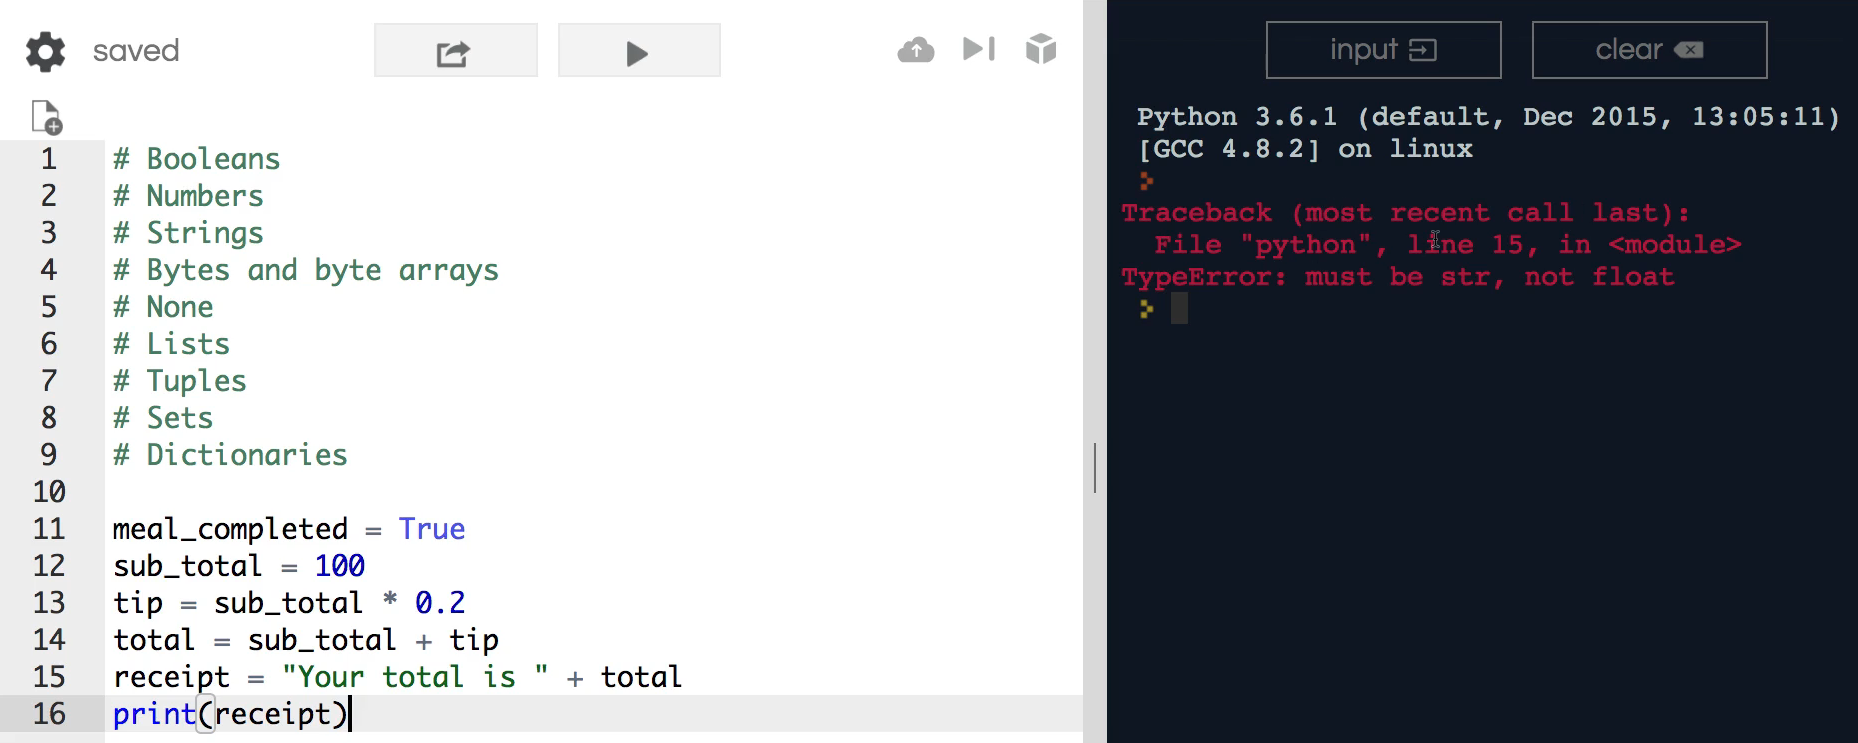 saved
input
clear
1 # Booleans
2 # Numbers
3 # Strings
4 # Bytes and byte arrays
5 # None
6 # Lists
7 # Tuples
8 # Sets
9 # Dictionaries
10
11 meal_completed = True
12 sub_total = 100
13 tip = sub_total * 0.2
14 total = sub_total + tip
15 receipt = "Your total is " + total
16 print(receipt)
Python 3.6.1 (default, Dec 2015, 13:05:11)
[GCC 4.8.2] on linux
Traceback (most recent call last):
  File "python", line 15, in <module>
TypeError: must be str, not float